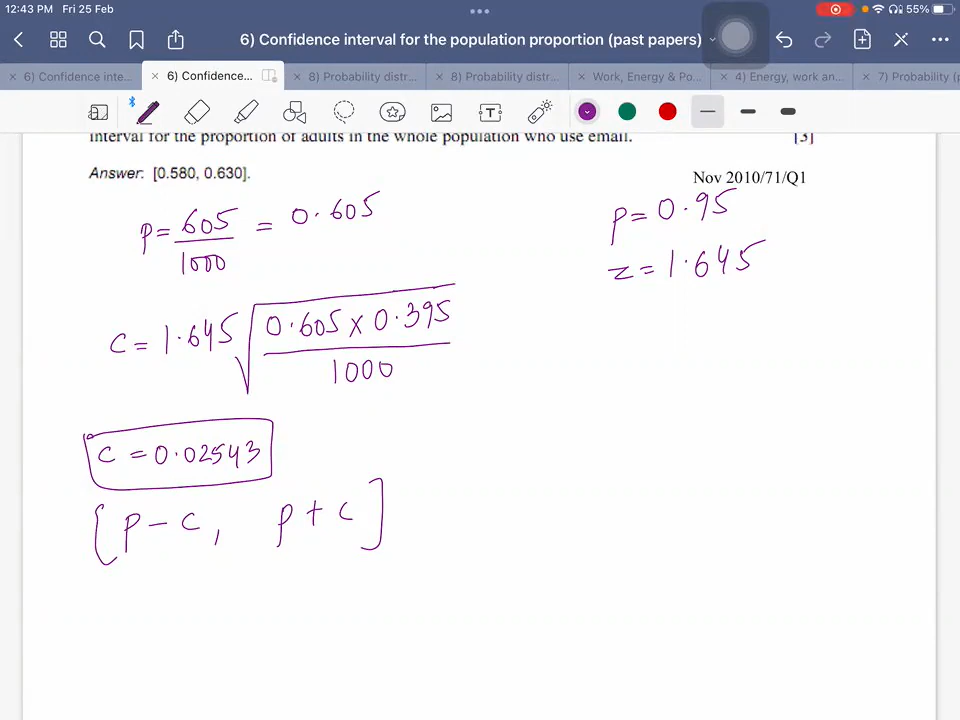 12:43 PM Fri 25 Feb
55%
6) Confidence interval for the population proportion (past papers)
6) Confidence inte...
6) Confidence...
8) Probability distr...
8) Probability distr...
Work, Energy & Po...
4) Energy, work an...
7) Probability (p
interval for the proportion of adults in the whole population who use email. [3]
Answer: [0.580, 0.630].
Nov 2010/71/Q1
p = 605/1000 = 0.605
p = 0.95
z = 1.645
c = 1.645 √(0.605 x 0.395 / 1000)
c = 0.02543
[p - c, p + c]